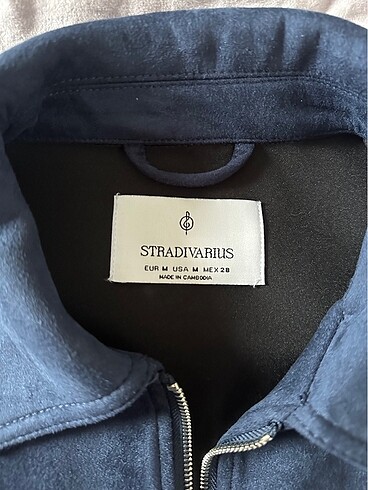 STRADIVARIUS
EUR M USA M MEX 28
MADE IN CAMBODIA